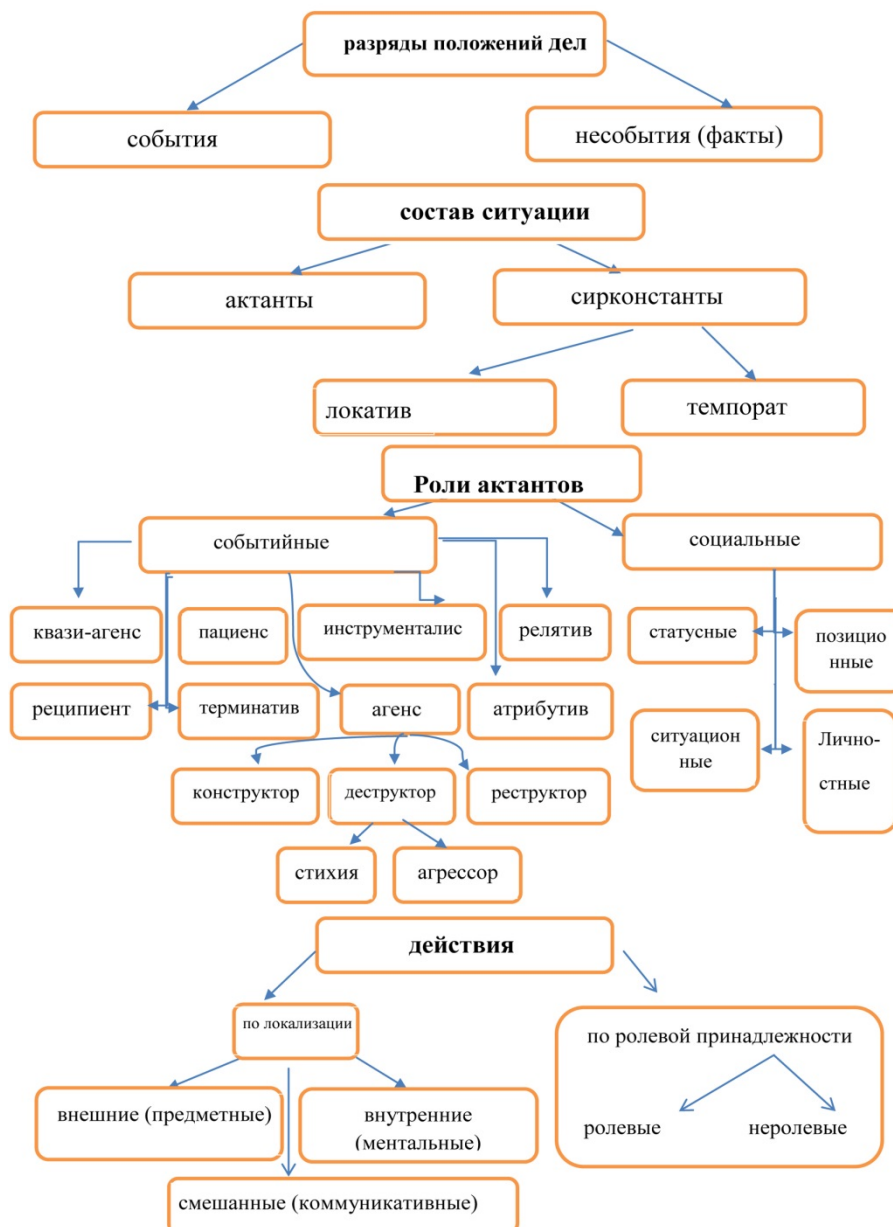 разряды положений дел
события
несобытия (факты)
состав ситуации
актанты
сирконстанты
локатив
темпорат
Роли актантов
событийные
социальные
квази-агенс
пациенс
инструменталис
релятив
статусные
позицио
нные
реципиент
терминатив
агенс
атрибутив
ситуацион
ные
Лично-
стные
конструктор
деструктор
реструктор
стихия
агрессор
действия
по локализации
по ролевой принадлежности
внешние (предметные)
внутренние
(ментальные)
ролевые
неролевые
смешанные (коммуникативные)